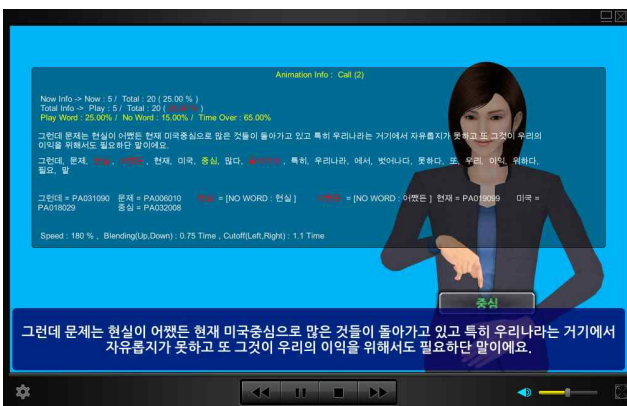 Animation Info : Call (2)
Now Info -> Now : 5 / Total : 20 ( 25.00 % )
Total Info -> Play : 5 / Total : 20 ( )
Play Word : 25.00% / No Word : 15.00% / Time Over : 65.00%
그런데 문제는 현실이 어쨌든 현재 미국중심으로 많은 것들이 돌아가고 있고 특히 우리나라는 거기에서 자유롭지가 못하고 또 그것이 우리의
이익을 위해서도 필요하단 말이에요.
그런데, 문제, 현실, 어쨌든, 현재, 미국, 중심, 많다, 특히, 우리나라, 에서, 벗어나다, 못하다, 또, 우리, 이익, 위하다,
필요, 말
그런데 = PA031090 문제 = PA006010 현실 = [NO WORD : 현실 ] 어쨌든 = [NO WORD : 어쨌든 ] 현재 = PA019099 미국 =
PA018029 중심 = PA032008
Speed : 180 % , Blending(Up,Down) : 0.75 Time , Cutoff(Left,Right) : 1.1 Time
중심
그런데 문제는 현실이 어쨌든 현재 미국중심으로 많은 것들이 돌아가고 있고 특히 우리나라는 거기에서
자유롭지가 못하고 또 그것이 우리의 이익을 위해서도 필요하단 말이에요.